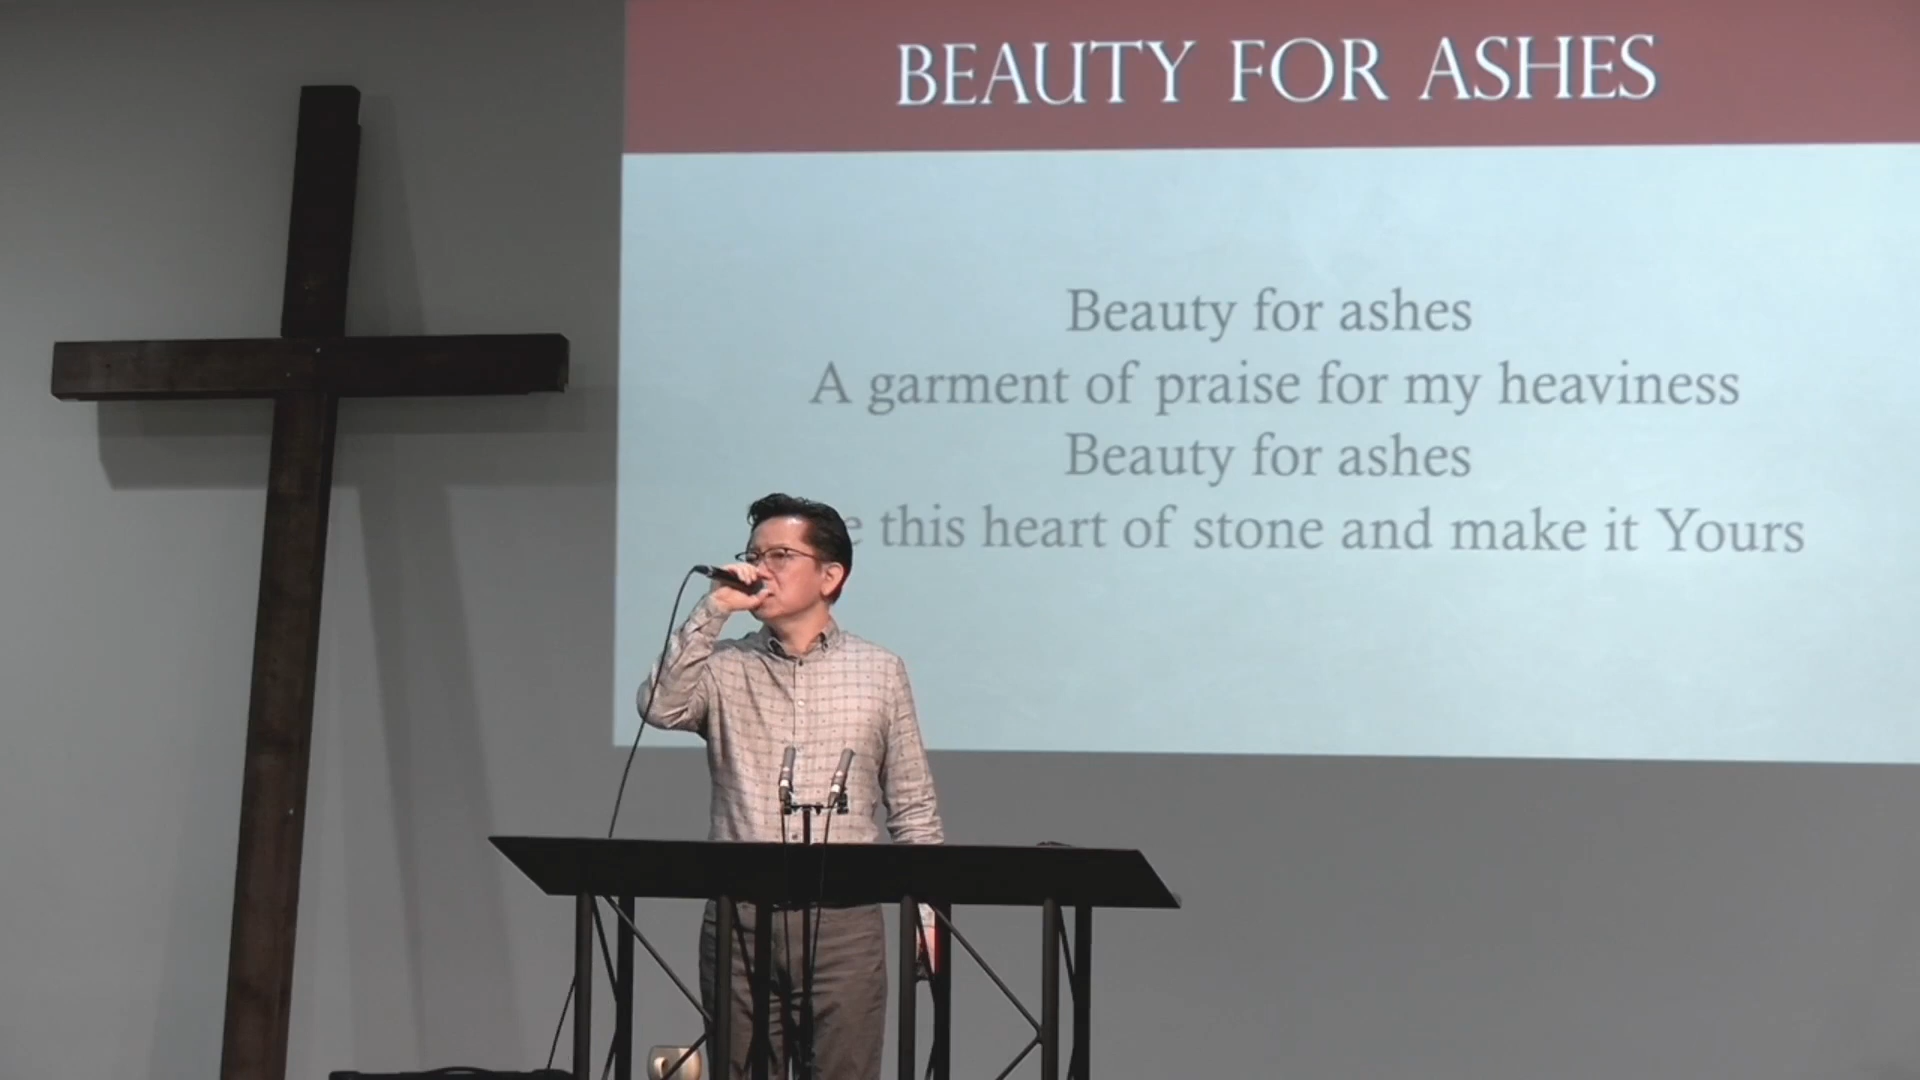 BEAUTY FOR ASHES
Beauty for ashes
A garment of praise for my heaviness
Beauty for ashes
this heart of stone and make it Yours